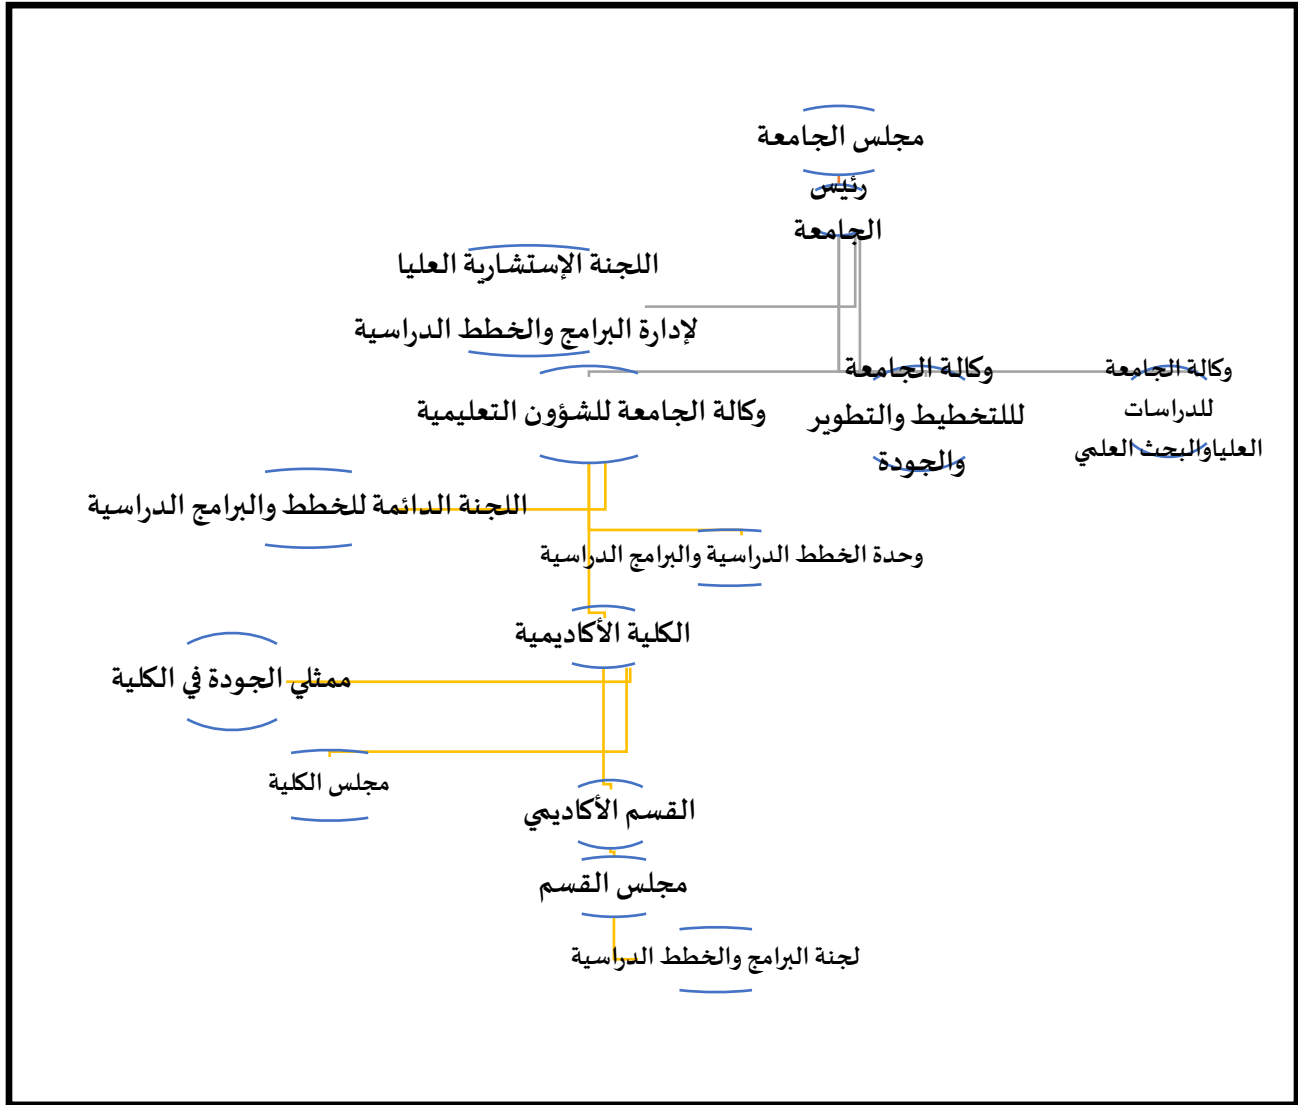 مجلس الجامعة
رئيس
الجامعة
اللجنة الإستشارية العليا
لإدارة البرامج والخطط الدراسية
وكالة الجامعة
للدراسات
العلياوالبحث العلمي
وكالة الجامعة
لللتخطيط والتطوير
والجودة
وكالة الجامعة للشؤون التعليمية
اللجنة الدائمة للخطط والبرامج الدراسية
وحدة الخطط الدراسية والبرامج الدراسية
الكلية الأكاديمية
ممثلي الجودة في الكلية
مجلس الكلية
القسم الأكاديمي
مجلس القسم
لجنة البرامج والخطط الدراسية